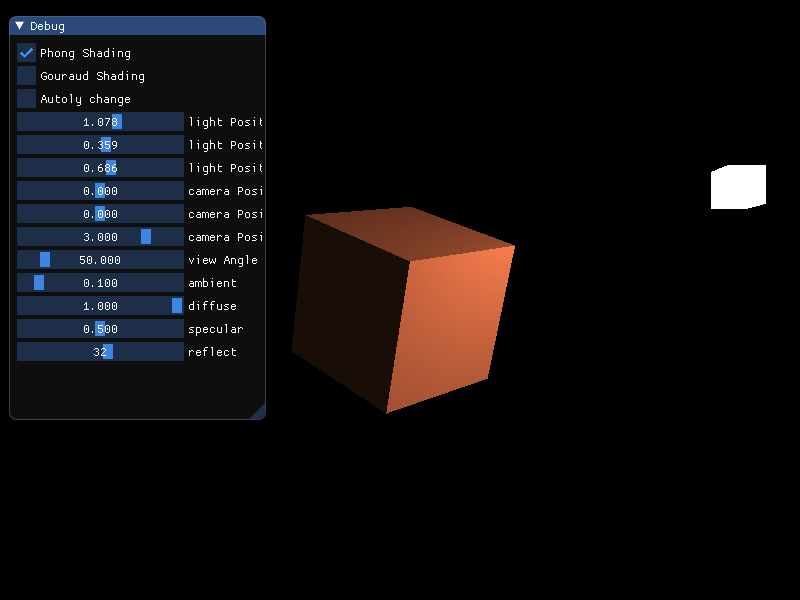 Debug
Phong Shading
Gouraud Shading
Autoly change
1.078 light Posit
0.359 light Posit
0.686 light Posit
0.000 camera Posi
0.000 camera Posi
3.000 camera Posi
50.000 view Angle
0.100 ambient
1.000 diffuse
0.500 specular
32 reflect